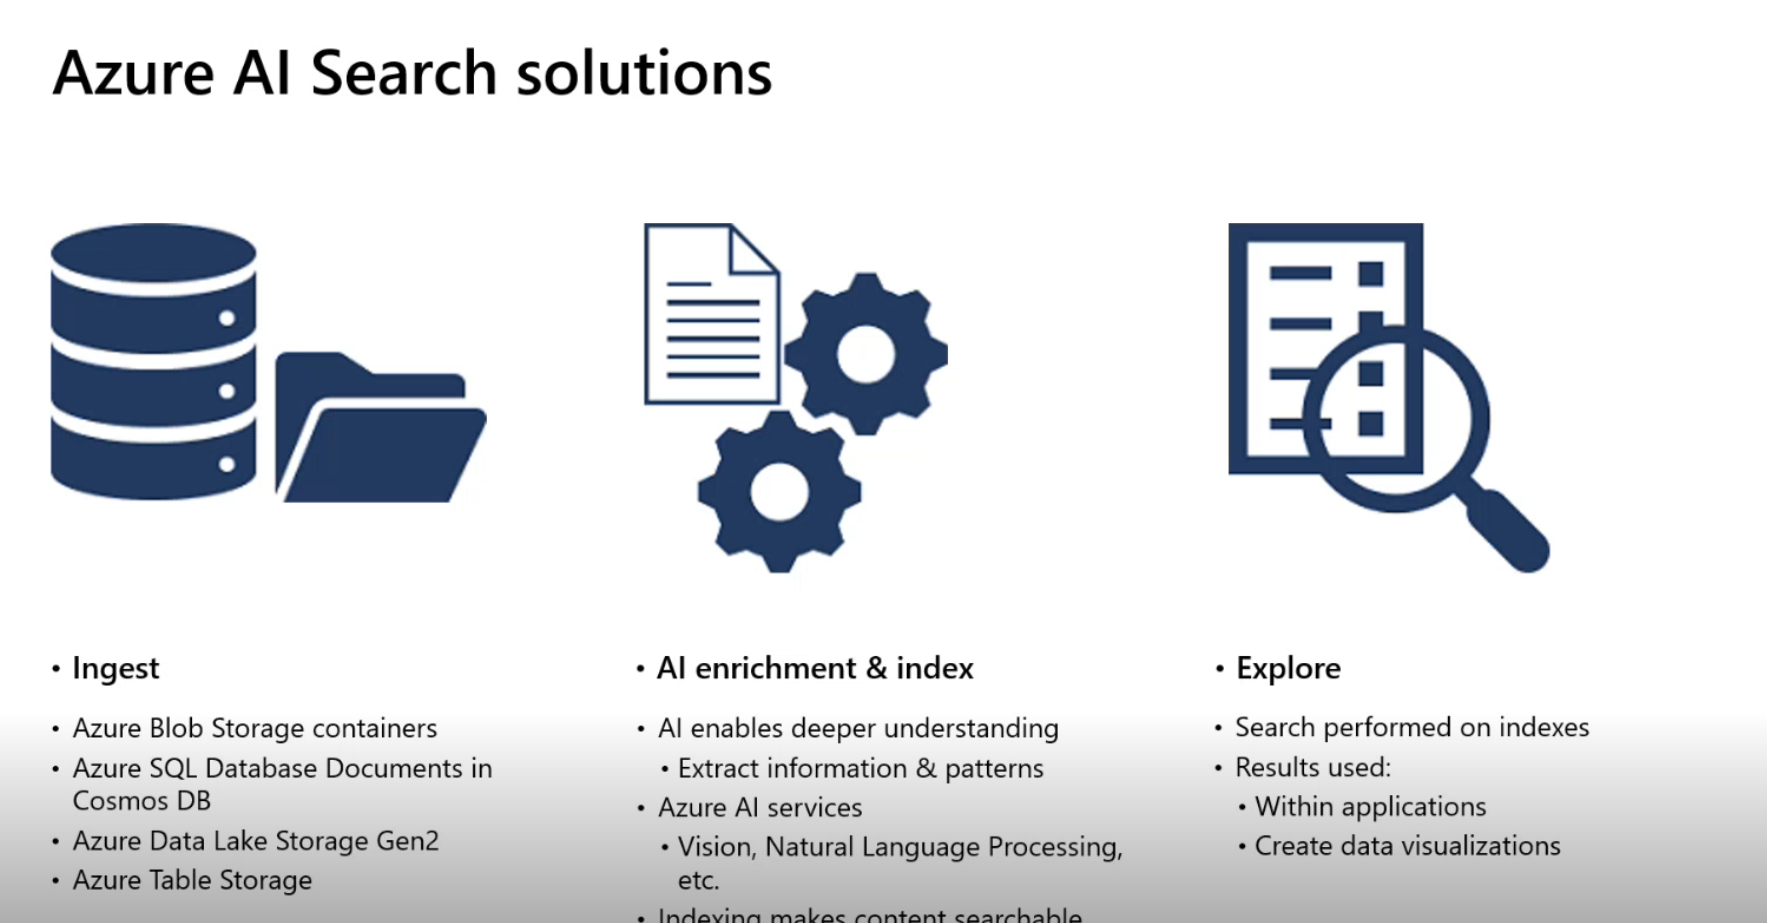 Azure AI Search solutions
• Ingest
• Azure Blob Storage containers
• Azure SQL Database Documents in
Cosmos DB
• Azure Data Lake Storage Gen2
• Azure Table Storage
• AI enrichment & index
• AI enables deeper understanding
• Extract information & patterns
• Azure AI services
• Vision, Natural Language Processing,
etc.
• Indexing makes content searchable
• Explore
• Search performed on indexes
• Results used:
• Within applications
• Create data visualizations